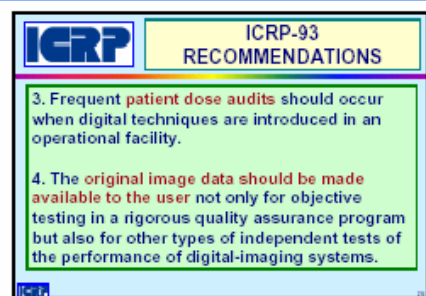 ICRP
ICRP-93
RECOMMENDATIONS
3. Frequent patient dose audits should occur
when digital techniques are introduced in an
operational facility.
4. The original image data should be made
available to the user not only for objective
testing in a rigorous quality assurance program
but also for other types of independent tests of
the performance of digital-imaging systems.
ICRP